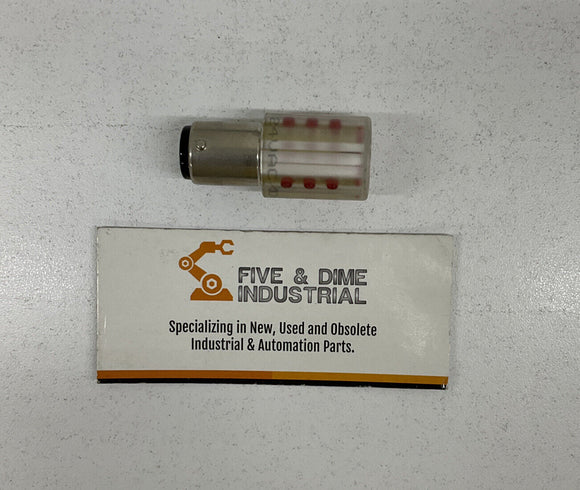 FIVE & DIME
INDUSTRIAL
Specializing in New, Used and Obsolete
Industrial & Automation Parts.